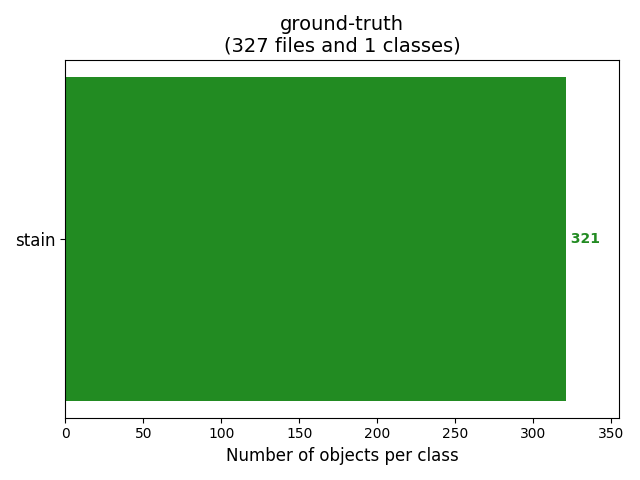 ground-truth
(327 files and 1 classes)
stain
321
0 50 100 150 200 250 300 350
Number of objects per class